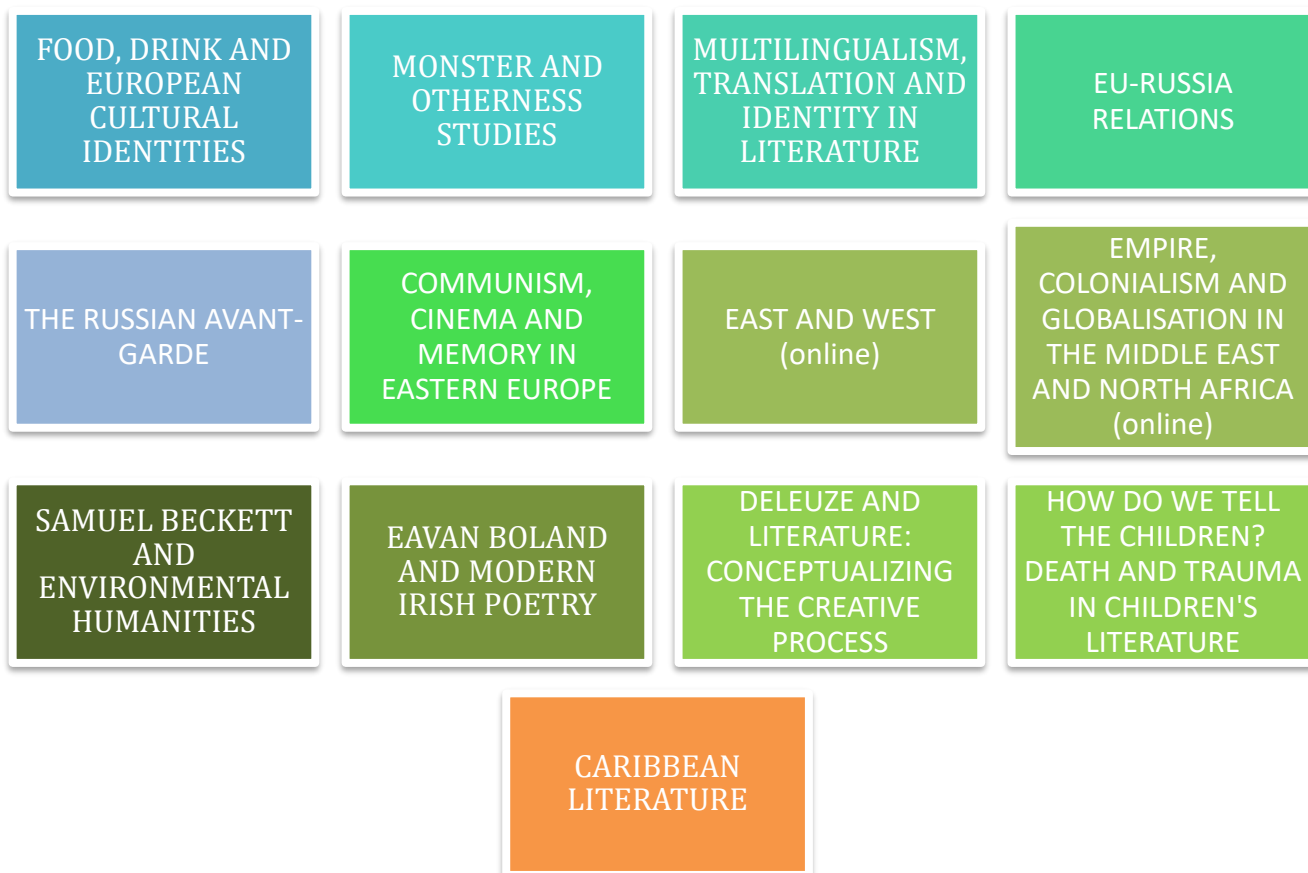 FOOD, DRINK AND
EUROPEAN
CULTURAL
IDENTITIES
MONSTER AND
OTHERNESS
STUDIES
MULTILINGUALISM,
TRANSLATION AND
IDENTITY IN
LITERATURE
EU-RUSSIA
RELATIONS
THE RUSSIAN AVANT-
GARDE
COMMUNISM,
CINEMA AND
MEMORY IN
EASTERN EUROPE
EAST AND WEST
(online)
EMPIRE,
COLONIALISM AND
GLOBALISATION IN
THE MIDDLE EAST
AND NORTH AFRICA
(online)
SAMUEL BECKETT
AND
ENVIRONMENTAL
HUMANITIES
EAVAN BOLAND
AND MODERN
IRISH POETRY
DELEUZE AND
LITERATURE:
CONCEPTUALIZING
THE CREATIVE
PROCESS
HOW DO WE TELL
THE CHILDREN?
DEATH AND TRAUMA
IN CHILDREN'S
LITERATURE
CARIBBEAN
LITERATURE